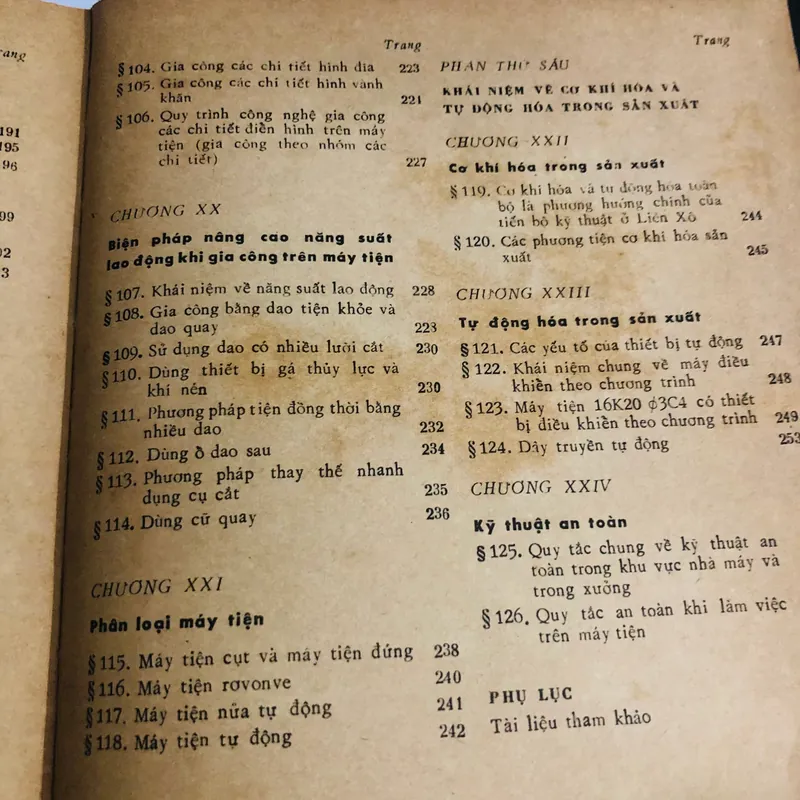 ang
191
195
96
99
02
3
Trang
§104. Gia công các chi tiết hình đĩa 223
§105. Gia công các chi tiết hình vành
khăn 224
§106. Quy trình công nghệ gia công
các chi tiết điển hình trên máy
tiện (gia công theo nhóm các
chi tiết) 227
CHƯƠNG XX
Biện pháp nâng cao năng suất
lao động khi gia công trên máy tiện
§107. Khái niệm về năng suất lao động 228
§108. Gia công bằng dao tiện khỏe và
dao quay 223
§109. Sử dụng dao có nhiều lưỡi cắt 230
§110. Dùng thiết bị gá thủy lực và
khí nén 230
§111. Phương pháp tiện đồng thời bằng
nhiều dao 232
§112. Dùng ổ dao sau 234
§113. Phương pháp thay thế nhanh
dụng cụ cắt 235
§114. Dùng cữ quay 236
CHƯƠNG XXI
Phân loại máy tiện
§115. Máy tiện cụt và máy tiện đứng 238
§116. Máy tiện rơvonve 240
§117. Máy tiện nửa tự động 241
§118. Máy tiện tự động 242
Trang
PHẦN THỨ SÁU
KHÁI NIỆM VỀ CƠ KHÍ HÓA VÀ
TỰ ĐỘNG HÓA TRONG SẢN XUẤT
CHƯƠNG XXII
Cơ khí hóa trong sản xuất
§119. Cơ khí hóa và tự động hóa toàn
bộ là phương hướng chính của
tiến bộ kỹ thuật ở Liên Xô 244
§120. Các phương tiện cơ khí hóa sản
xuất 245
CHƯƠNG XXIII
Tự động hóa trong sản xuất
§121. Các yếu tố của thiết bị tự động 247
§122. Khái niệm chung về máy điều
khiển theo chương trình 248
§123. Máy tiện 16K20 ϕ3C4 có thiết
bị điều khiển theo chương trình 249
§124. Dây truyền tự động 253
CHƯƠNG XXIV
Kỹ thuật an toàn
§125. Quy tắc chung về kỹ thuật an
toàn trong khu vực nhà máy và
trong xưởng
§126. Quy tắc an toàn khi làm việc
trên máy tiện
PHỤ LỤC
Tài liệu tham khảo